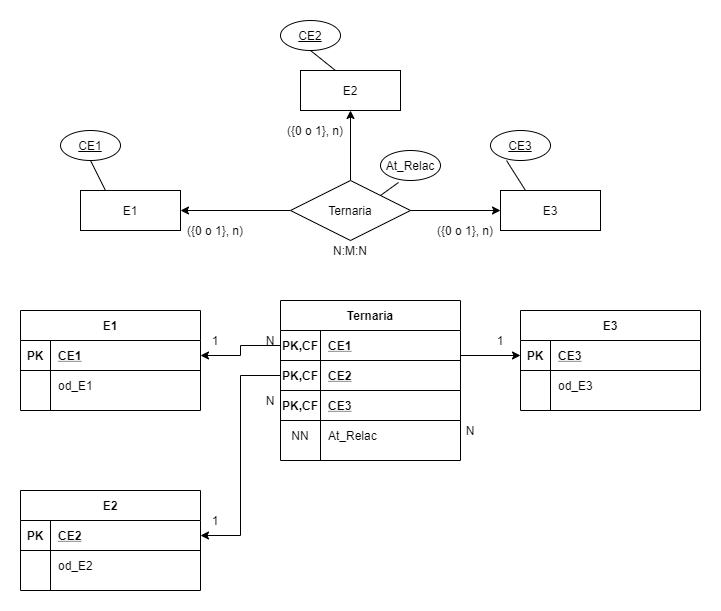 CE2
E2
({0 o 1}, n)
CE1
At_Relac
CE3
E1
Ternaria
E3
({0 o 1}, n)
({0 o 1}, n)
N:M:N
E1
PK CE1
od_E1
1
N
Ternaria
PK,CF CE1
PK,CF CE2
PK,CF CE3
NN At_Relac
N
N
1
E3
PK CE3
od_E3
1
E2
PK CE2
od_E2